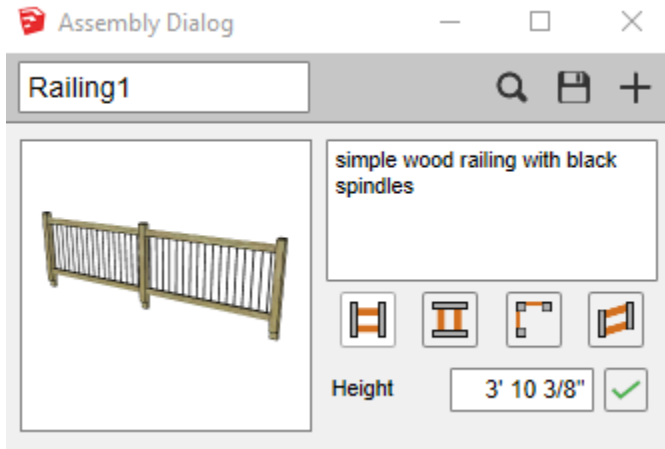 Assembly Dialog
Railing1
simple wood railing with black
spindles
Height
3' 10 3/8"